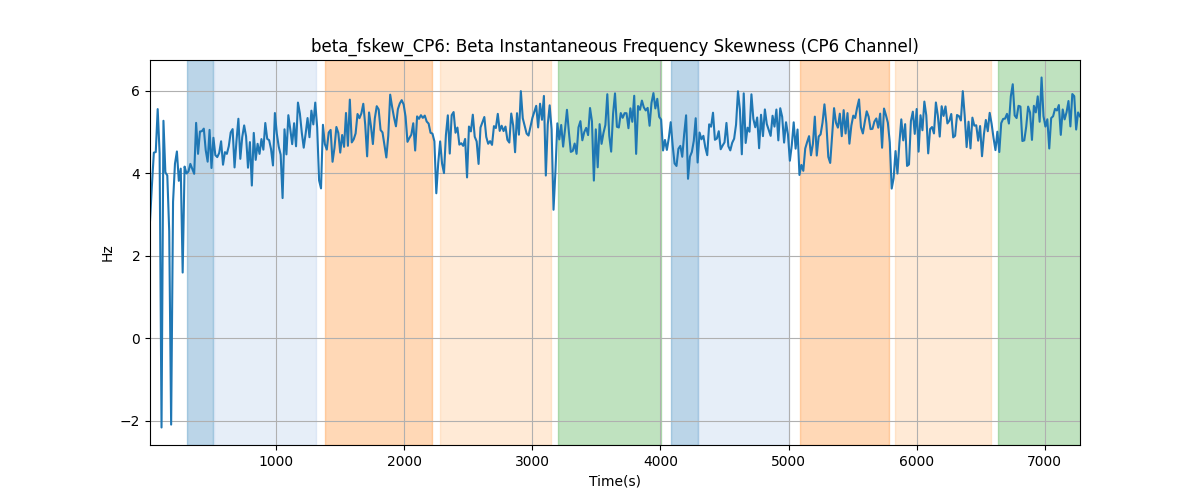 beta_fskew_CP6: Beta Instantaneous Frequency Skewness (CP6 Channel)
6
4
2
0
−2
Hz
1000 2000 3000 4000 5000 6000 7000
Time(s)